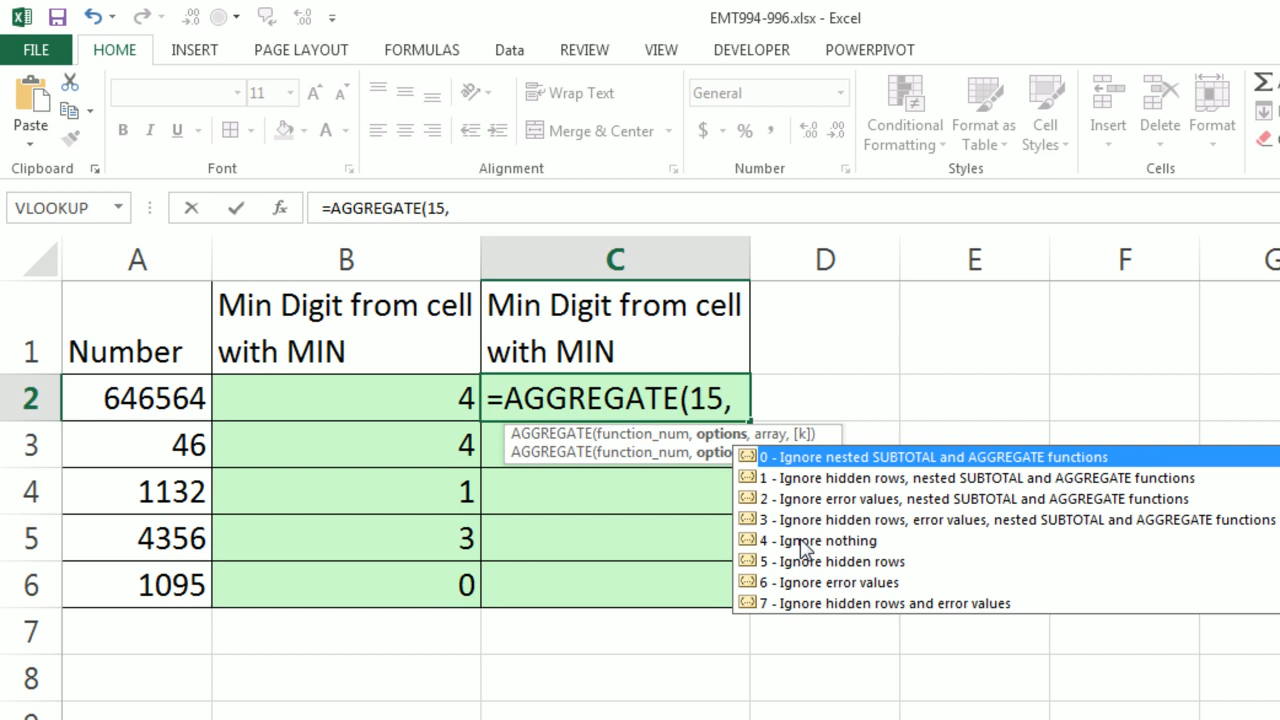 EMT994-996.xlsx - Excel
FILE HOME INSERT PAGE LAYOUT FORMULAS Data REVIEW VIEW DEVELOPER POWERPIVOT
11 A A Wrap Text General
Paste B I U A Merge & Center $ % , Conditional Formatting Format as Table Cell Styles Insert Delete Format
Clipboard Font Alignment Number Styles Cells
VLOOKUP fx =AGGREGATE(15,
A B C D E F
1 Number Min Digit from cell with MIN Min Digit from cell with MIN
2 646564 4 =AGGREGATE(15,
AGGREGATE(function_num, options, array, [k])
AGGREGATE(function_num, optio
3 46 4
0 - Ignore nested SUBTOTAL and AGGREGATE functions
1 - Ignore hidden rows, nested SUBTOTAL and AGGREGATE functions
2 - Ignore error values, nested SUBTOTAL and AGGREGATE functions
4 1132 1
3 - Ignore hidden rows, error values, nested SUBTOTAL and AGGREGATE functions
4 - Ignore nothing
5 4356 3
5 - Ignore hidden rows
6 - Ignore error values
6 1095 0
7 - Ignore hidden rows and error values
7
8